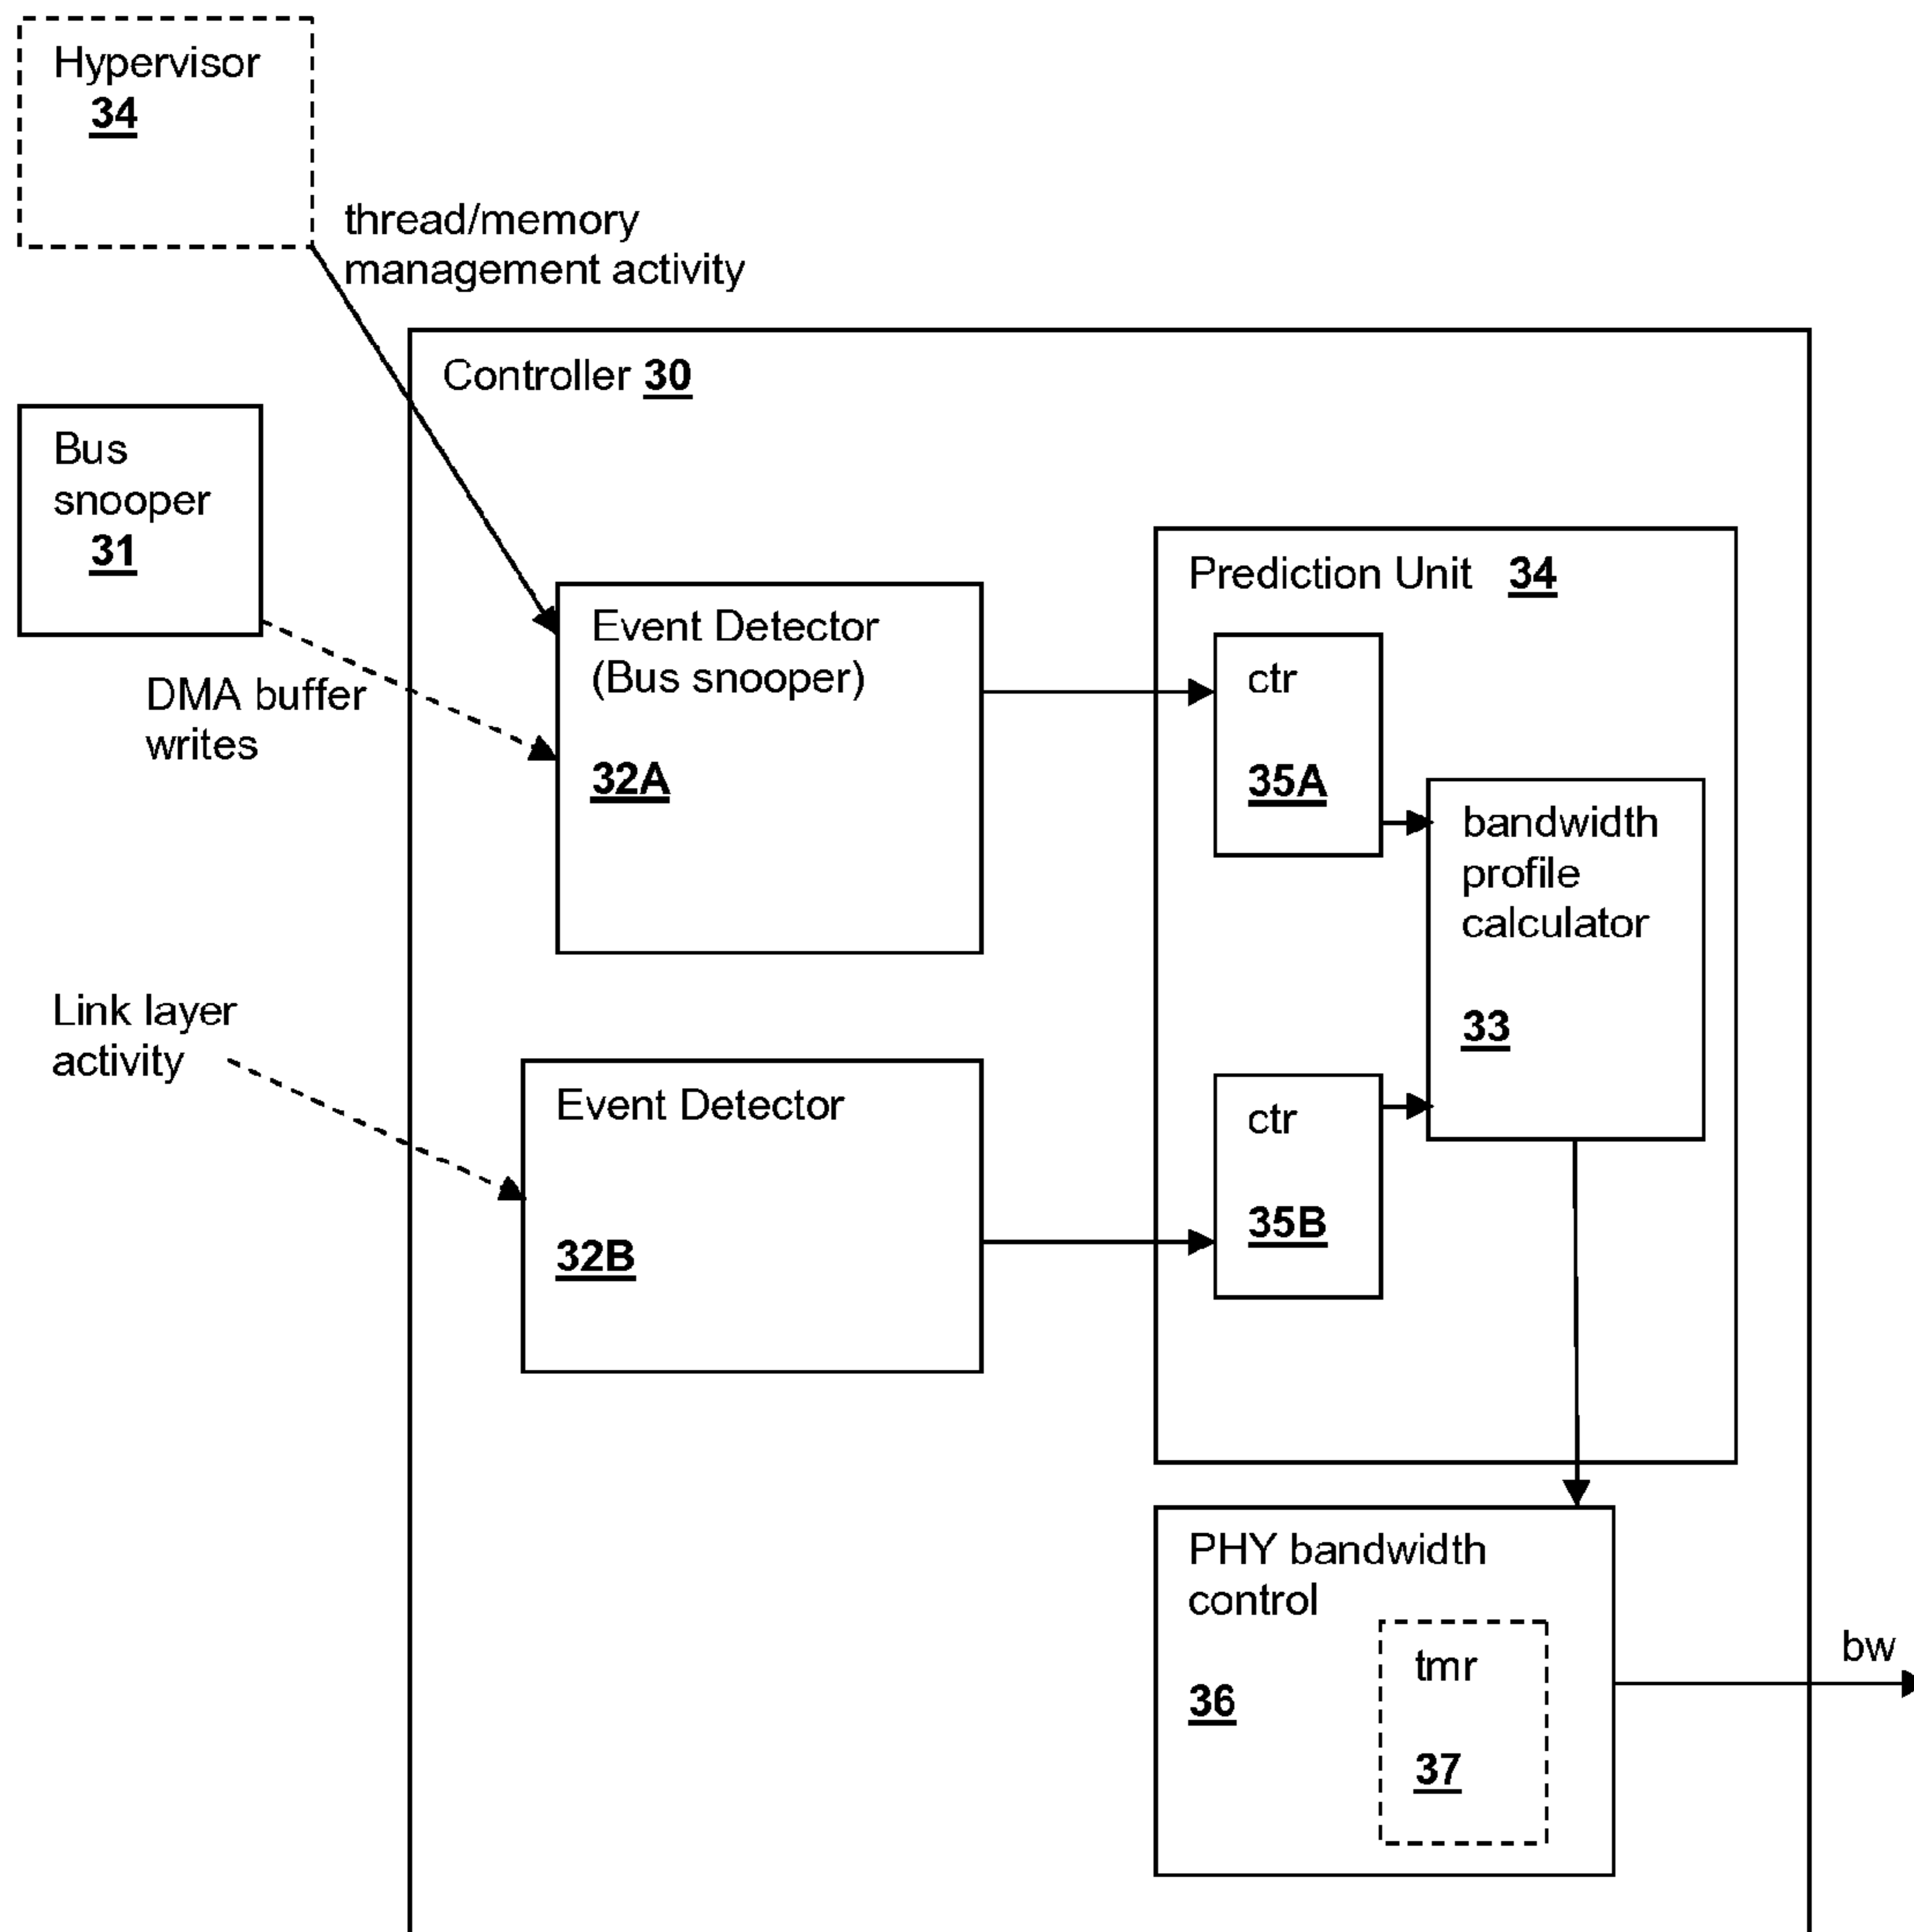 Hypervisor
34
thread/memory
management activity
Controller 30
Bus
snooper
31
DMA buffer
writes
Event Detector
(Bus snooper)
32A
Prediction Unit 34
ctr
35A
bandwidth
profile
calculator
33
Link layer
activity
Event Detector
32B
ctr
35B
PHY bandwidth
control
36
tmr
37
bw